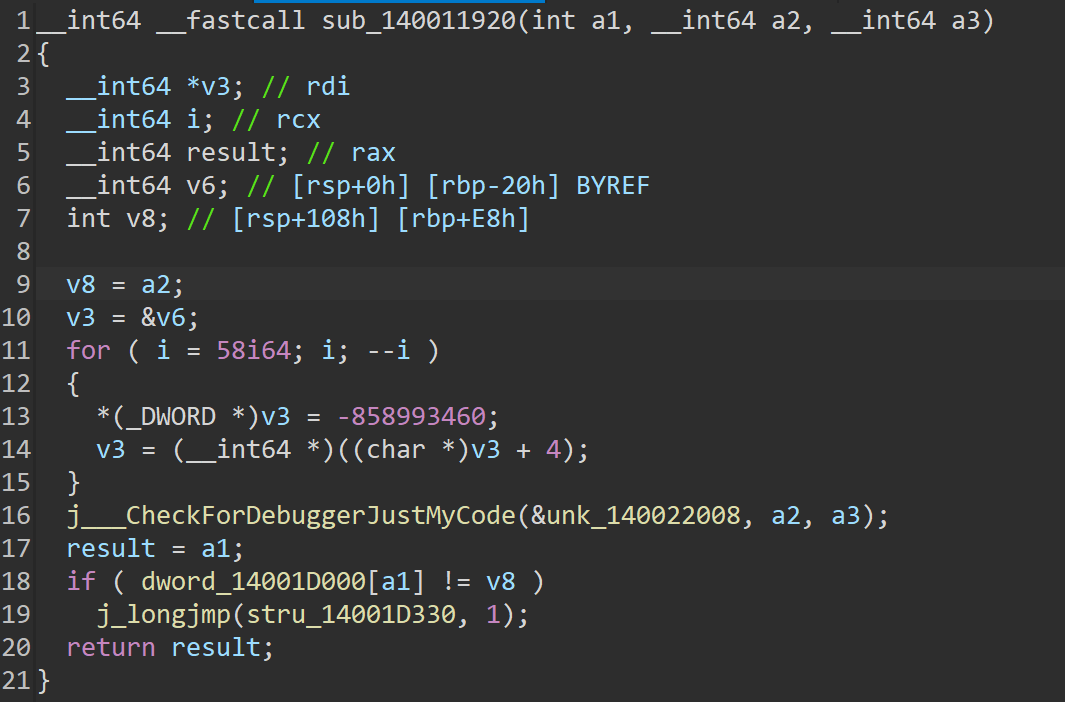 1 __int64 __fastcall sub_140011920(int a1, __int64 a2, __int64 a3)
2 {
3   __int64 *v3; // rdi
4   __int64 i; // rcx
5   __int64 result; // rax
6   __int64 v6; // [rsp+0h] [rbp-20h] BYREF
7   int v8; // [rsp+108h] [rbp+E8h]
8
9   v8 = a2;
10   v3 = &v6;
11   for ( i = 58i64; i; --i )
12   {
13     *(_DWORD *)v3 = -858993460;
14     v3 = (__int64 *)((char *)v3 + 4);
15   }
16   j___CheckForDebuggerJustMyCode(&unk_140022008, a2, a3);
17   result = a1;
18   if ( dword_14001D000[a1] != v8 )
19     j_longjmp(stru_14001D330, 1);
20   return result;
21 }